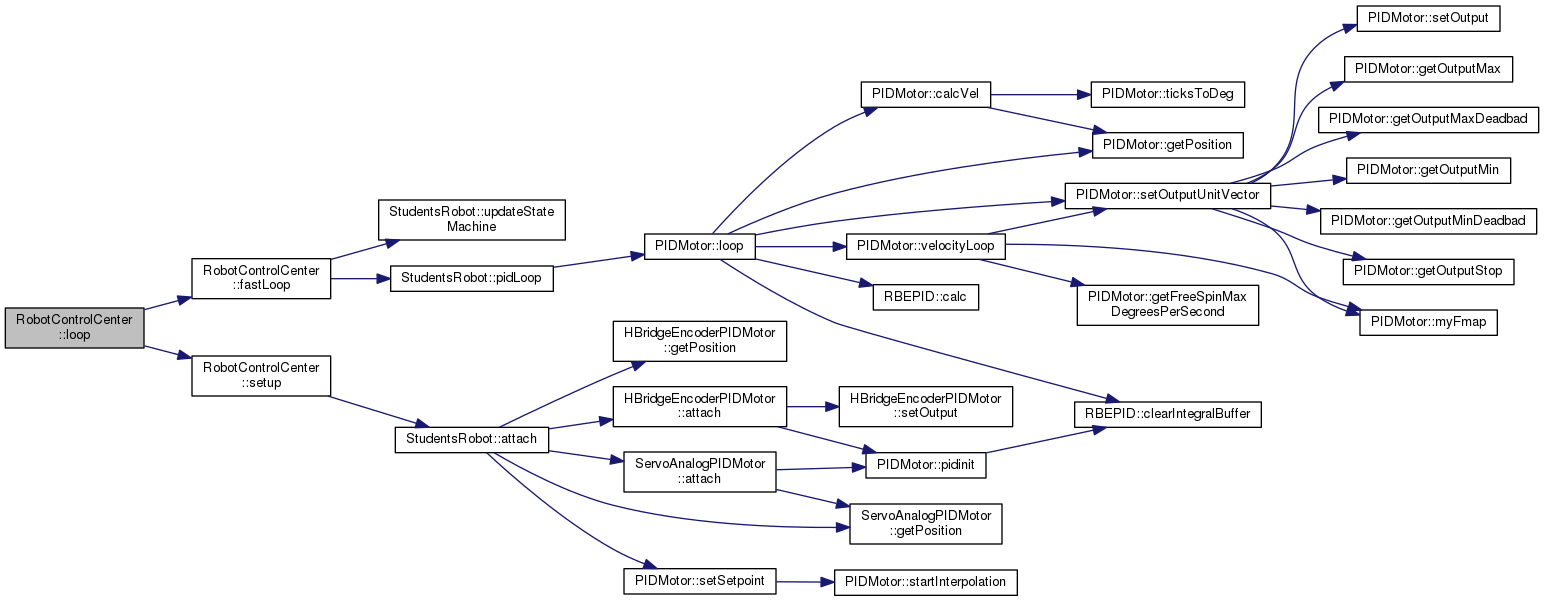 RobotControlCenter
::loop
RobotControlCenter
::fastLoop
RobotControlCenter
::setup
StudentsRobot::updateState
Machine
StudentsRobot::pidLoop
StudentsRobot::attach
PIDMotor::loop
HBridgeEncoderPIDMotor
::getPosition
HBridgeEncoderPIDMotor
::attach
ServoAnalogPIDMotor
::attach
PIDMotor::setSetpoint
PIDMotor::calcVel
PIDMotor::velocityLoop
RBEPID::calc
HBridgeEncoderPIDMotor
::setOutput
PIDMotor::pidinit
ServoAnalogPIDMotor
::getPosition
PIDMotor::startInterpolation
PIDMotor::ticksToDeg
PIDMotor::getPosition
PIDMotor::setOutputUnitVector
PIDMotor::getFreeSpinMax
DegreesPerSecond
RBEPID::clearIntegralBuffer
PIDMotor::setOutput
PIDMotor::getOutputMax
PIDMotor::getOutputMaxDeadbad
PIDMotor::getOutputMin
PIDMotor::getOutputMinDeadbad
PIDMotor::getOutputStop
PIDMotor::myFmap